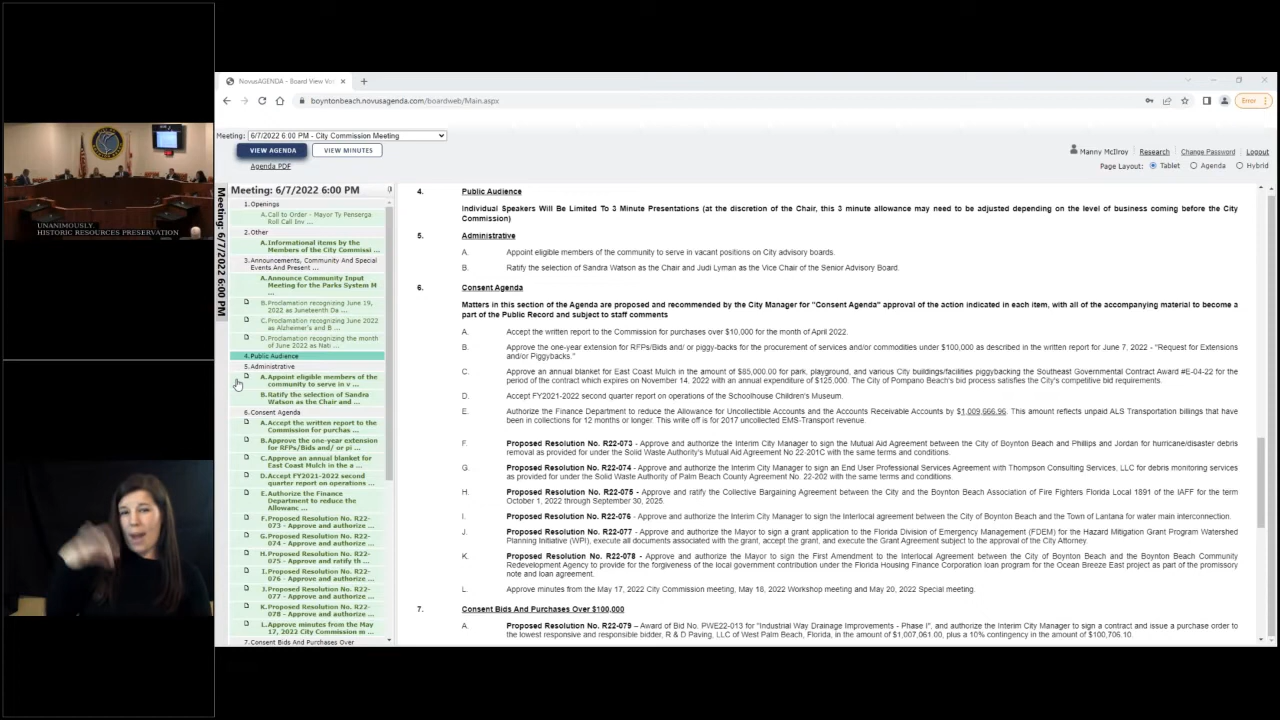 NovusAGENDA - Board View Vo
boyntonbeach.novusagenda.com/boardweb/Main.aspx
Error
Meeting: 6/7/2022 6:00 PM - City Commission Meeting
VIEW AGENDA
VIEW MINUTES
Agenda PDF
Manny McIlroy
Research
Change Password
Logout
Page Layout:
Tablet
Agenda
Hybrid
UNANIMOUSLY.
HISTORIC RESOURCES PRESERVATION
Meeting: 6/7/2022 6:00 PM
Meeting: 6/7/2022 6:00 PM
1.Openings
A.Call to Order - Mayor Ty Penserga
Roll Call Inv ...
2.Other
A.Informational items by the
Members of the City Commissi ...
3.Announcements, Community And Special
Events And Present ...
A.Announce Community Input
Meeting for the Parks System M
...
B.Proclamation recognizing June 19,
2022 as Juneteenth Da ...
C.Proclamation recognizing June 2022
as Alzheimer's and B ...
D.Proclamation recognizing the month
of June 2022 as Nati ...
4.Public Audience
5.Administrative
A.Appoint eligible members of the
community to serve in v ...
B.Ratify the selection of Sandra
Watson as the Chair and ...
6.Consent Agenda
A.Accept the written report to the
Commission for purchas ...
B.Approve the one-year extension
for RFPs/Bids and/ or pi ...
C.Approve an annual blanket for
East Coast Mulch in the a ...
D.Accept FY2021-2022 second
quarter report on operations ...
E.Authorize the Finance
Department to reduce the
Allowanc ...
F.Proposed Resolution No. R22-
073 - Approve and authorize ...
G.Proposed Resolution No. R22-
074 - Approve and authorize ...
H.Proposed Resolution No. R22-
075 - Approve and ratify th ...
I.Proposed Resolution No. R22-
076 - Approve and authorize ...
J.Proposed Resolution No. R22-
077 - Approve and authorize ...
K.Proposed Resolution No. R22-
078 - Approve and authorize ...
L.Approve minutes from the May
17, 2022 City Commission m ...
7.Consent Bids And Purchases Over
4. Public Audience
Individual Speakers Will Be Limited To 3 Minute Presentations (at the discretion of the Chair, this 3 minute allowance may need to be adjusted depending on the level of business coming before the City
Commission)
5. Administrative
A. Appoint eligible members of the community to serve in vacant positions on City advisory boards.
B. Ratify the selection of Sandra Watson as the Chair and Judi Lyman as the Vice Chair of the Senior Advisory Board.
6. Consent Agenda
Matters in this section of the Agenda are proposed and recommended by the City Manager for "Consent Agenda" approval of the action indicated in each item, with all of the accompanying material to become a
part of the Public Record and subject to staff comments
A. Accept the written report to the Commission for purchases over $10,000 for the month of April 2022.
B. Approve the one-year extension for RFPs/Bids and/ or piggy-backs for the procurement of services and/or commodities under $100,000 as described in the written report for June 7, 2022 - "Request for Extensions
and/or Piggybacks."
C. Approve an annual blanket for East Coast Mulch in the amount of $85,000 for park, playground, and various City buildings/facilities piggybacking the Southeast Governmental Contract Award #E-04-22 for the
period of the contract which expires on November 14, 2022 with an annual expenditure of $125,000. The City of Pompano Beach's bid process satisfies the City's competitive bid requirements.
D. Accept FY2021-2022 second quarter report on operations of the Schoolhouse Children's Museum.
E. Authorize the Finance Department to reduce the Allowance for Uncollectible Accounts and the Accounts Receivable Accounts by $1,009,666.96. This amount reflects unpaid ALS Transportation billings that have
been in collections for 12 months or longer. This write off is for 2017 uncollected EMS-Transport revenue.
F. Proposed Resolution No. R22-073 - Approve and authorize the Interim City Manager to sign the Mutual Aid Agreement between the City of Boynton Beach and Phillips and Jordan for hurricane/disaster debris
removal as provided for under the Solid Waste Authority's Mutual Aid Agreement No 22-201C with the same terms and conditions.
G. Proposed Resolution No. R22-074 - Approve and authorize the Interim City Manager to sign an End User Professional Services Agreement with Thompson Consulting Services, LLC for debris monitoring services
as provided for under the Solid Waste Authority of Palm Beach County Agreement No. 22-202 with the same terms and conditions.
H. Proposed Resolution No. R22-075 - Approve and ratify the Collective Bargaining Agreement between the City and the Boynton Beach Association of Fire Fighters Florida Local 1891 of the IAFF for the term
October 1, 2022 through September 30, 2025.
I. Proposed Resolution No. R22-076 - Approve and authorize the Interim City Manager to sign the Interlocal agreement between the City of Boynton Beach and the Town of Lantana for water main interconnection.
J. Proposed Resolution No. R22-077 - Approve and authorize the Mayor to sign a grant application to the Florida Division of Emergency Management (FDEM) for the Hazard Mitigation Grant Program Watershed
Planning Initiative (WPI), execute all documents associated with the grant, accept the grant, and execute the Grant Agreement subject to the approval of the City Attorney.
K. Proposed Resolution No. R22-078 - Approve and authorize the Mayor to sign the First Amendment to the Interlocal Agreement between the City of Boynton Beach and the Boynton Beach Community
Redevelopment Agency to provide for the forgiveness of the local government contribution under the Florida Housing Finance Corporation loan program for the Ocean Breeze East project as part of the promissory
note and loan agreement.
L. Approve minutes from the May 17, 2022 City Commission meeting, May 18, 2022 Workshop meeting and May 20, 2022 Special meeting.
7. Consent Bids And Purchases Over $100,000
A. Proposed Resolution No. R22-079 – Award of Bid No. PWE22-013 for "Industrial Way Drainage Improvements - Phase I", and authorize the Interim City Manager to sign a contract and issue a purchase order to
the lowest responsive and responsible bidder, R & D Paving, LLC of West Palm Beach, Florida, in the amount of $1,007,061.00, plus a 10% contingency in the amount of $100,706.10.